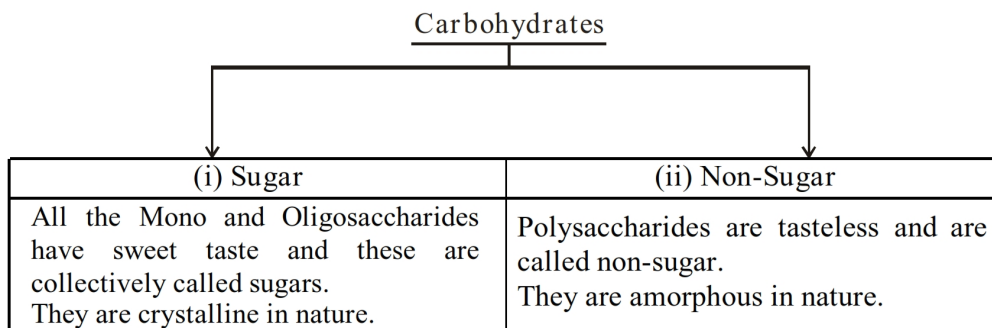 Carbohydrates
(i) Sugar
(ii) Non-Sugar
All the Mono and Oligosaccharides
have sweet taste and these are
collectively called sugars.
They are crystalline in nature.
Polysaccharides are tasteless and are
called non-sugar.
They are amorphous in nature.